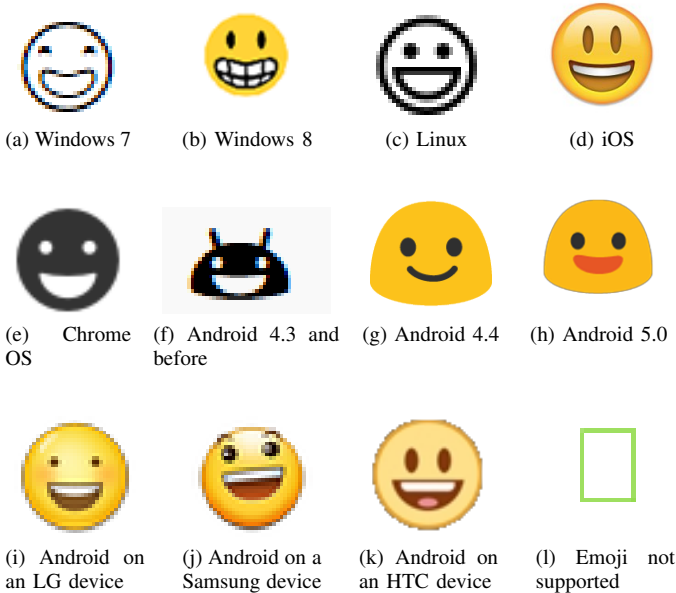 (a) Windows 7
(b) Windows 8
(c) Linux
(d) iOS
(e) Chrome
OS
(f) Android 4.3 and
before
(g) Android 4.4
(h) Android 5.0
(i) Android on
an LG device
(j) Android on a
Samsung device
(k) Android on
an HTC device
(l) Emoji not
supported